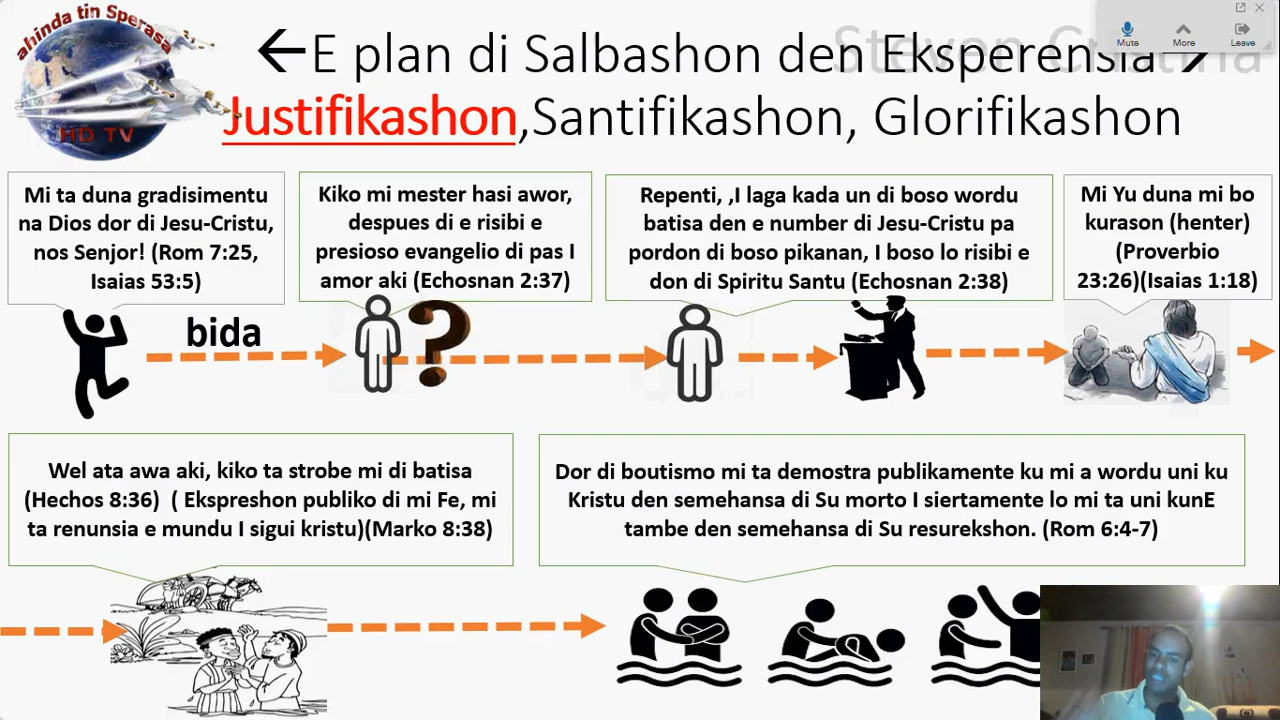 ahinda tin Sperasa
HD TV
Mute
More
Leave
Steven Cristina
←E plan di Salbashon den Eksperensia→
Justifikashon,Santifikashon, Glorifikashon
Mi ta duna gradisimentu
na Dios dor di Jesu-Cristu,
nos Senjor! (Rom 7:25,
Isaias 53:5)
Kiko mi mester hasi awor,
despues di e risibi e
presioso evangelio di pas I
amor aki (Echosnan 2:37)
Repenti, ,I laga kada un di boso wordu
batisa den e number di Jesu-Cristu pa
pordon di boso pikanan, I boso lo risibi e
don di Spiritu Santu (Echosnan 2:38)
Mi Yu duna mi bo
kurason (henter)
(Proverbio
23:26)(Isaias 1:18)
bida
?
Wel ata awa aki, kiko ta strobe mi di batisa
(Hechos 8:36)  ( Ekspreshon publiko di mi Fe, mi
ta renunsia e mundu I sigui kristu)(Marko 8:38)
Dor di boutismo mi ta demostra publikamente ku mi a wordu uni ku
Kristu den semehansa di Su morto I siertamente lo mi ta uni kunE
tambe den semehansa di Su resurekshon. (Rom 6:4-7)